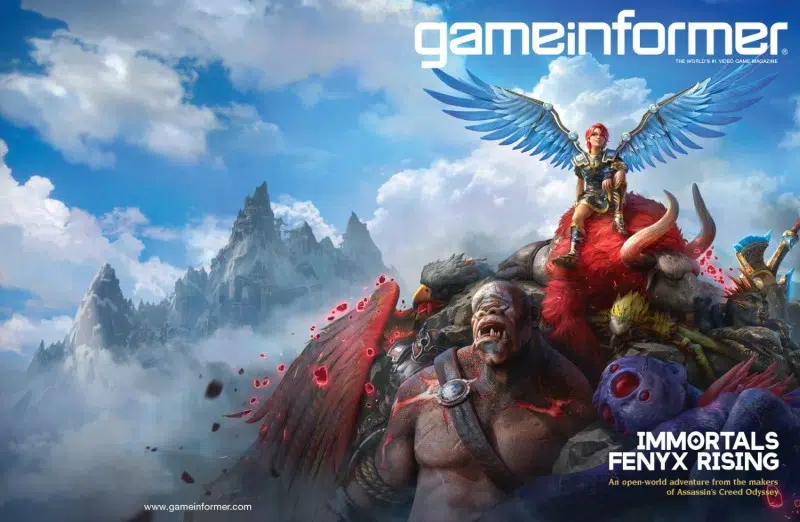 gameinformer®
THE WORLD'S #1 VIDEO GAME MAGAZINE
IMMORTALS
FENYX RISING
An open-world adventure from the makers
of Assassin's Creed Odyssey
www.gameinformer.com